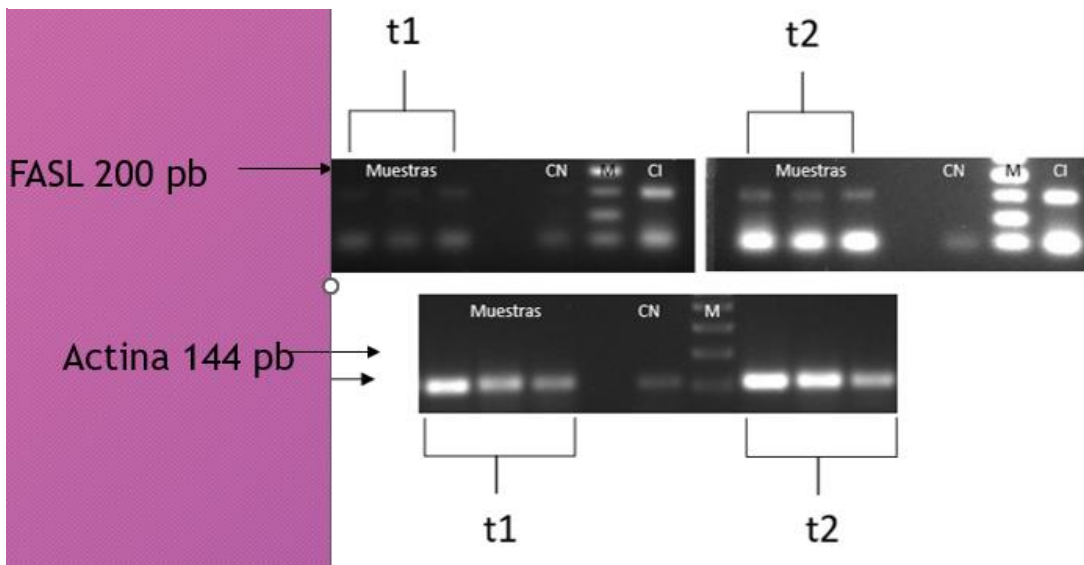 t1
t2
FASL 200 pb
Muestras CN M CI
Muestras CN M CI
Actina 144 pb
Muestras CN M
t1
t2